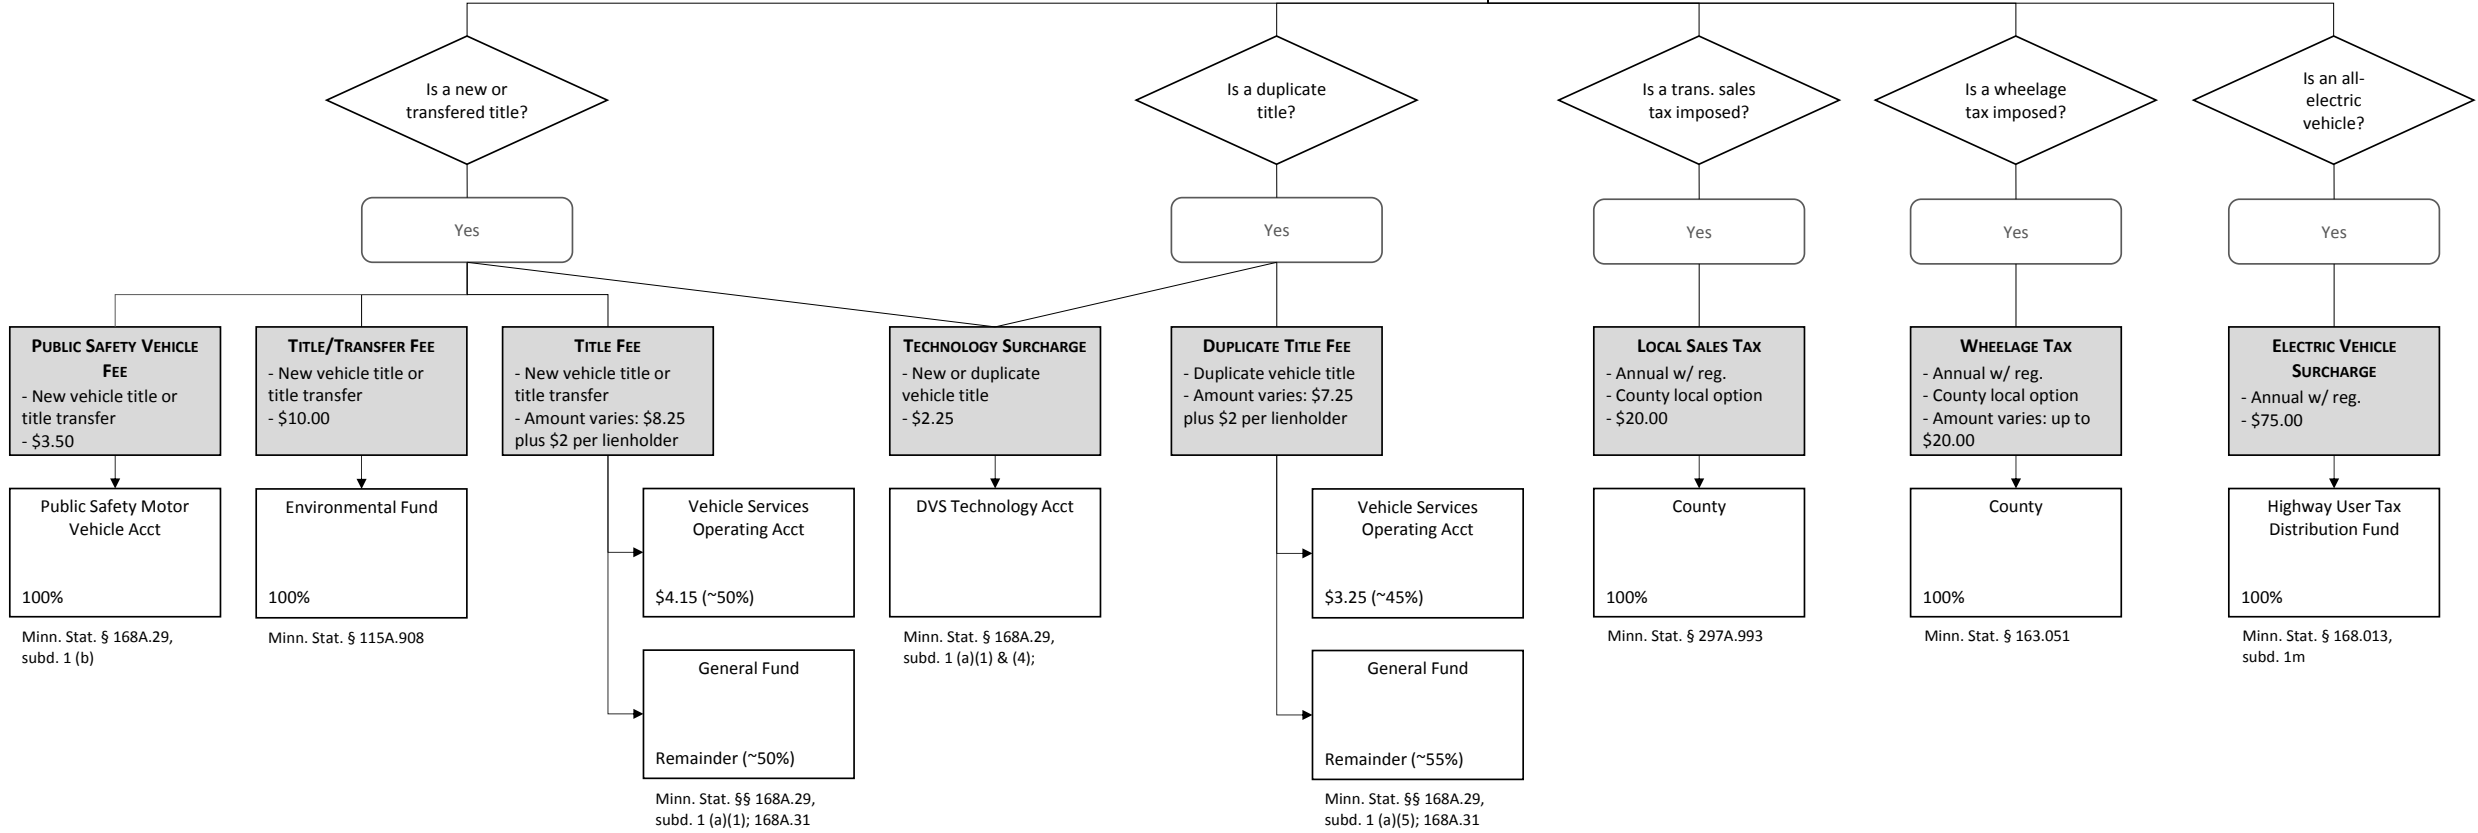 Is a new or
transfered title?
Is a duplicate
title?
Is a trans. sales
tax imposed?
Is a wheelage
tax imposed?
Is an all-
electric
vehicle?
Yes
Yes
Yes
Yes
Yes
PUBLIC SAFETY VEHICLE
FEE
- New vehicle title or
title transfer
- $3.50
TITLE/TRANSFER FEE
- New vehicle title or
title transfer
- $10.00
TITLE FEE
- New vehicle title or
title transfer
- Amount varies: $8.25
plus $2 per lienholder
TECHNOLOGY SURCHARGE
- New or duplicate
vehicle title
- $2.25
DUPLICATE TITLE FEE
- Duplicate vehicle title
- Amount varies: $7.25
plus $2 per lienholder
LOCAL SALES TAX
- Annual w/ reg.
- County local option
- $20.00
WHEELAGE TAX
- Annual w/ reg.
- County local option
- Amount varies: up to
$20.00
ELECTRIC VEHICLE
SURCHARGE
- Annual w/ reg.
- $75.00
Public Safety Motor
Vehicle Acct
100%
Minn. Stat. § 168A.29,
subd. 1 (b)
Environmental Fund
100%
Minn. Stat. § 115A.908
Vehicle Services
Operating Acct
$4.15 (~50%)
General Fund
Remainder (~50%)
Minn. Stat. §§ 168A.29,
subd. 1 (a)(1); 168A.31
DVS Technology Acct
Minn. Stat. § 168A.29,
subd. 1 (a)(1) & (4);
Vehicle Services
Operating Acct
$3.25 (~45%)
General Fund
Remainder (~55%)
Minn. Stat. §§ 168A.29,
subd. 1 (a)(5); 168A.31
County
100%
Minn. Stat. § 297A.993
County
100%
Minn. Stat. § 163.051
Highway User Tax
Distribution Fund
100%
Minn. Stat. § 168.013,
subd. 1m